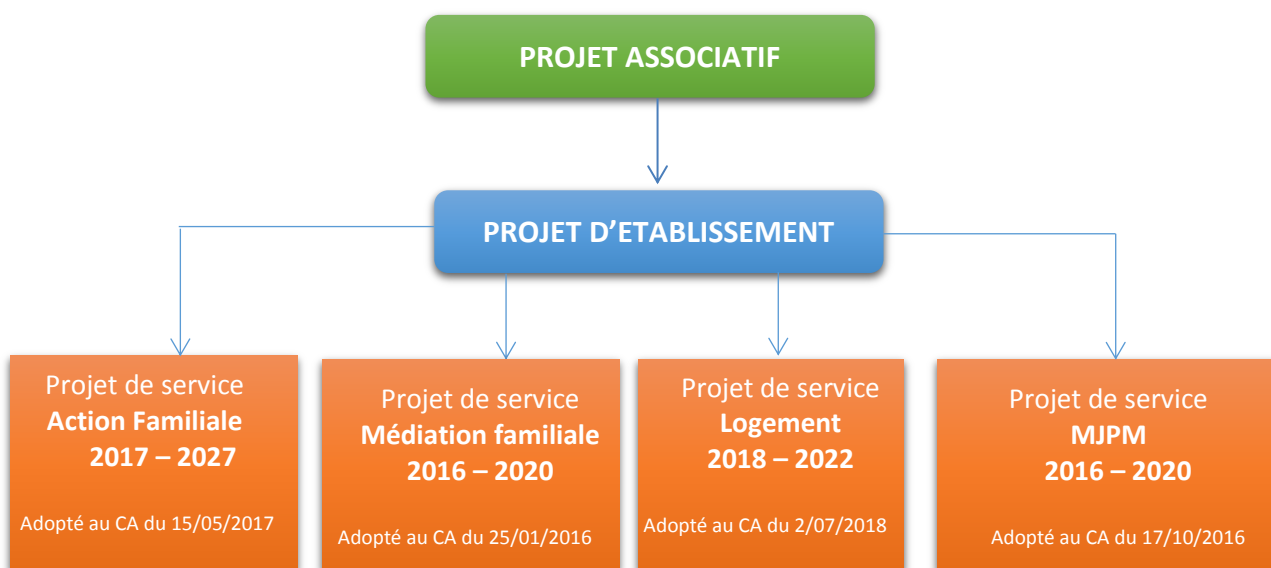 PROJET ASSOCIATIF
PROJET D’ETABLISSEMENT
Projet de service
Action Familiale
2017 – 2027
Adopté au CA du 15/05/2017
Projet de service
Médiation familiale
2016 – 2020
Adopté au CA du 25/01/2016
Projet de service
Logement
2018 – 2022
Adopté au CA du 2/07/2018
Projet de service
MJPM
2016 – 2020
Adopté au CA du 17/10/2016